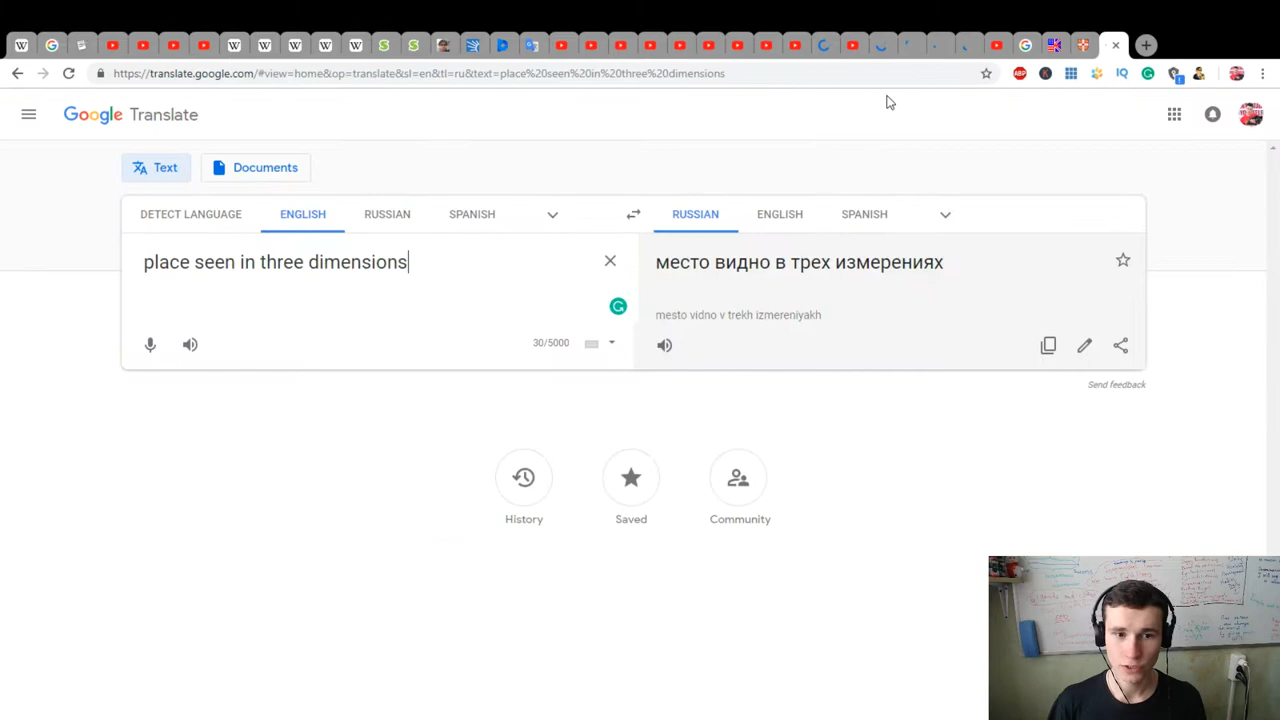 https://translate.google.com/#view=home&op=translate&sl=en&tl=ru&text=place%20seen%20in%20three%20dimensions
Google Translate
Text
Documents
DETECT LANGUAGE ENGLISH RUSSIAN SPANISH
RUSSIAN ENGLISH SPANISH
place seen in three dimensions
место видно в трех измерениях
mesto vidno v trekh izmereniyakh
30/5000
Send feedback
History
Saved
Community